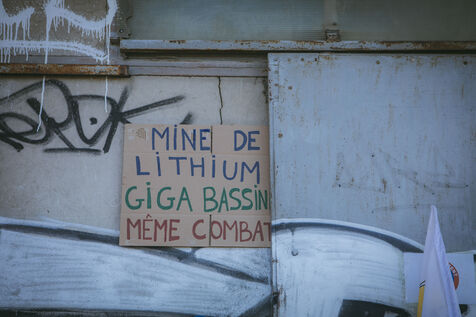 MINE DE
LITHIUM
GIGA BASSIN
MÊME COMBAT